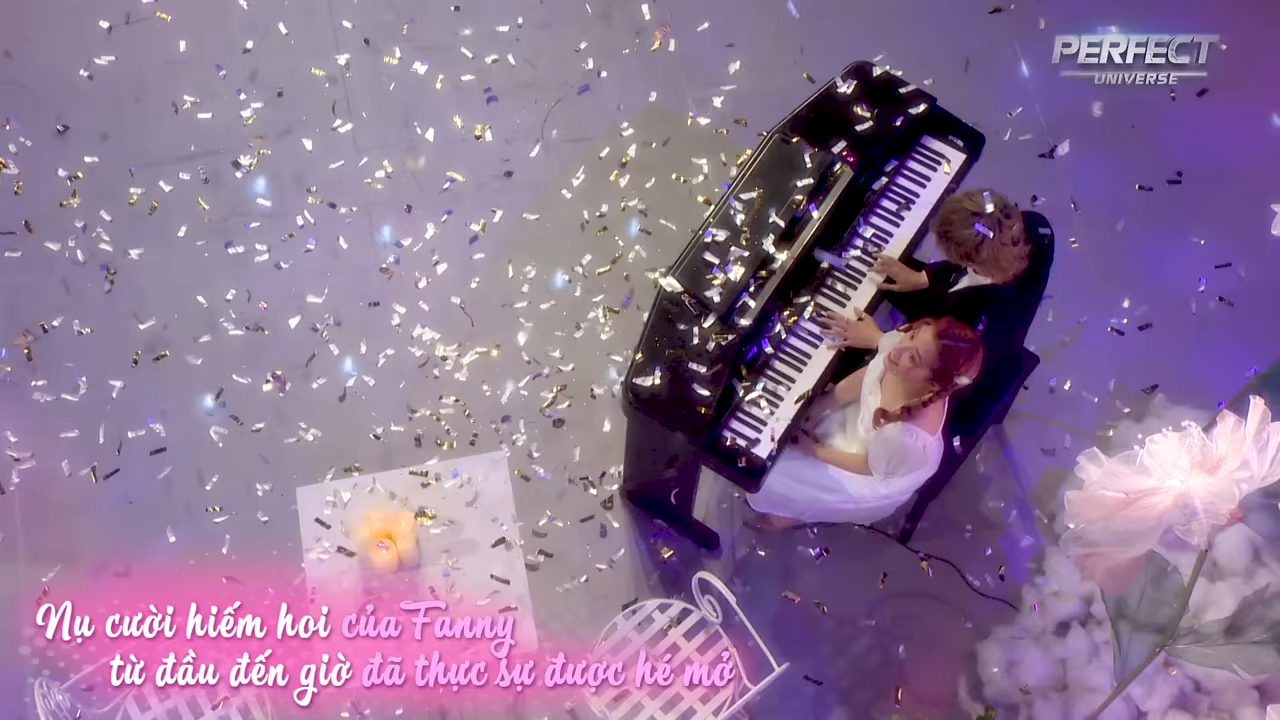 PERFECT
UNIVERSE
Nụ cười hiếm hoi của Fanny
từ đầu đến giờ đã thực sự được hé mở